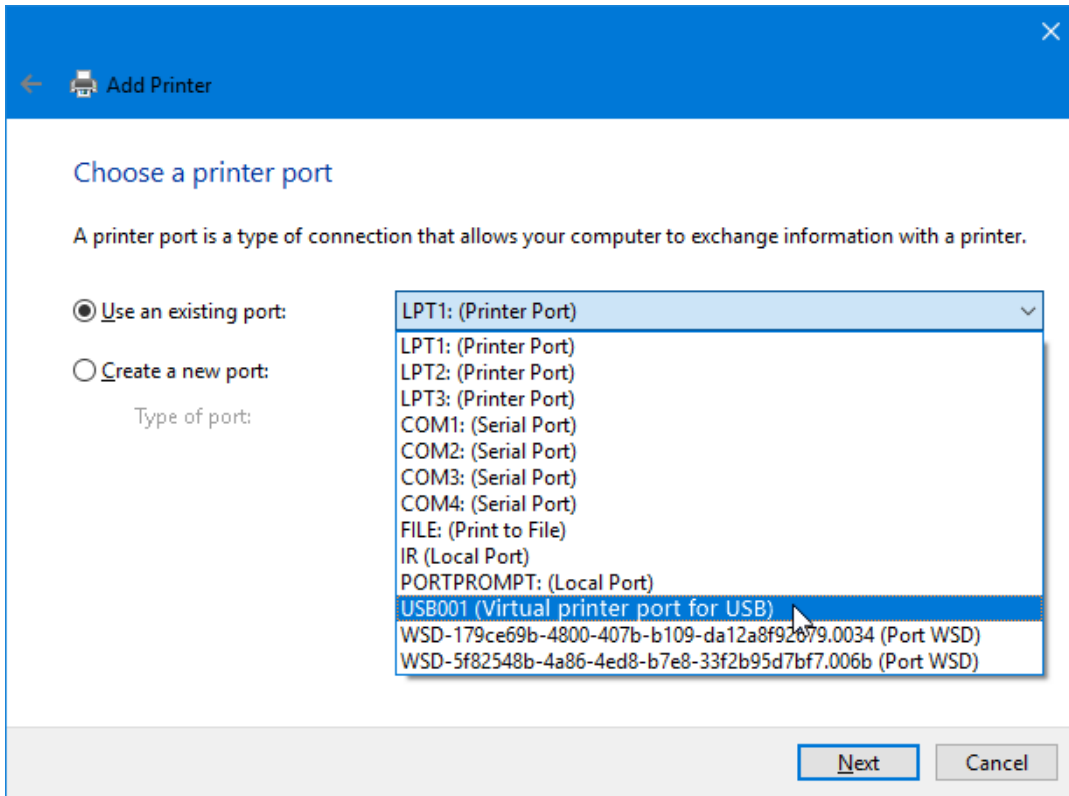 Add Printer
Choose a printer port
A printer port is a type of connection that allows your computer to exchange information with a printer.
Use an existing port:
LPT1: (Printer Port)
LPT1: (Printer Port)
LPT2: (Printer Port)
LPT3: (Printer Port)
COM1: (Serial Port)
COM2: (Serial Port)
COM3: (Serial Port)
COM4: (Serial Port)
FILE: (Print to File)
IR (Local Port)
PORTPROMPT: (Local Port)
USB001 (Virtual printer port for USB)
(Port WSD)
WSD-5f82548b-4a86-4ed8-b7e8-33f2b95d7bf7.006b (Port WSD)
Create a new port:
Type of port:
Next
Cancel